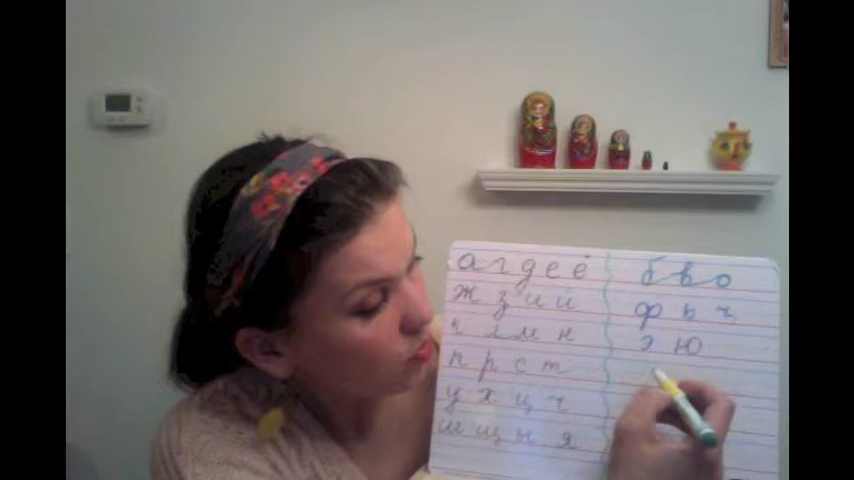 а г д е ё
ж з и й
к л м н
п р с т
у х ц ч
ш щ ы я
б в о
ф ь ъ
э ю